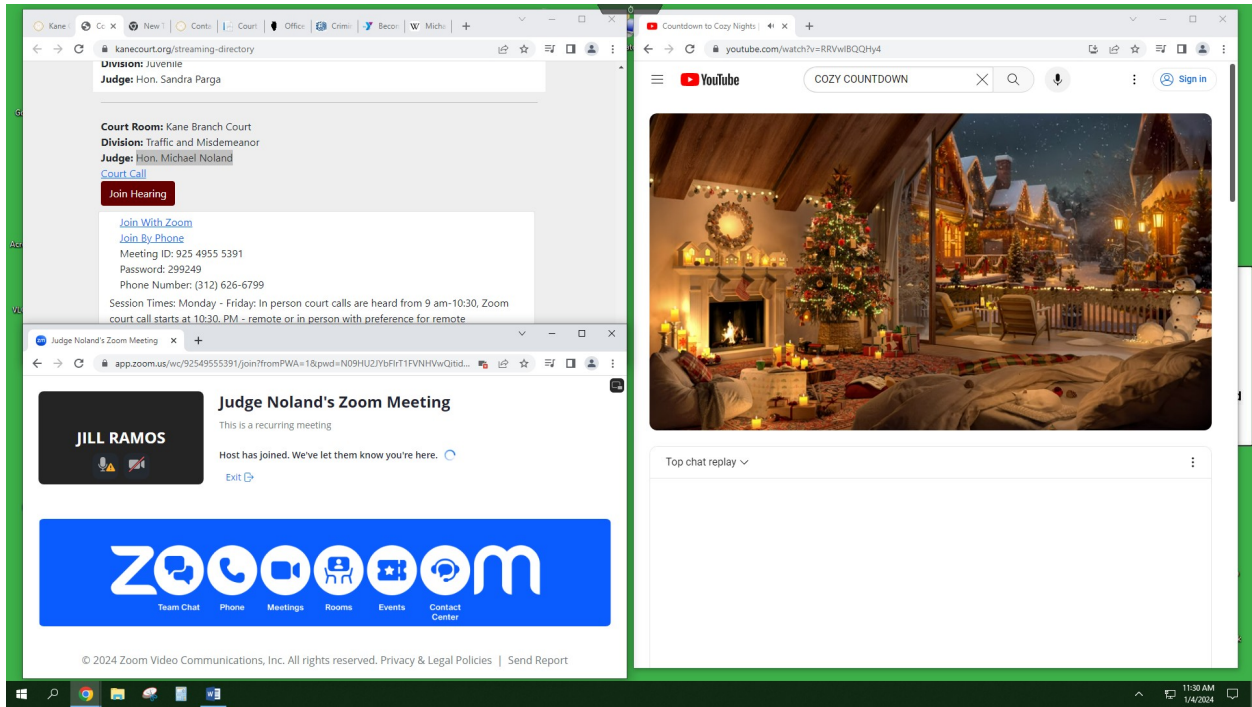 Kane
Co
New T
Conta
Court
Office
Crimi
Becor
Micha
kanecourt.org/streaming-directory
Division: Juvenile
Judge: Hon. Sandra Parga
Court Room: Kane Branch Court
Division: Traffic and Misdemeanor
Judge: Hon. Michael Noland
Court Call
Join Hearing
Join With Zoom
Join By Phone
Meeting ID: 925 4955 5391
Password: 299249
Phone Number: (312) 626-6799
Session Times: Monday - Friday: In person court calls are heard from 9 am-10:30, Zoom
court call starts at 10:30. PM - remote or in person with preference for remote
Judge Noland's Zoom Meeting
app.zoom.us/wc/92549555391/join?fromPWA=1&pwd=N09HU2JYbFlrT1FVNHVwQitid...
JILL RAMOS
Judge Noland's Zoom Meeting
This is a recurring meeting
Host has joined. We've let them know you're here.
Exit
zoooooom
Team Chat
Phone
Meetings
Rooms
Events
Contact
Center
© 2024 Zoom Video Communications, Inc. All rights reserved. Privacy & Legal Policies | Send Report
Countdown to Cozy Nights |
youtube.com/watch?v=RRVwlBQQHy4
YouTube
COZY COUNTDOWN
Sign in
Top chat replay
11:30 AM
1/4/2024